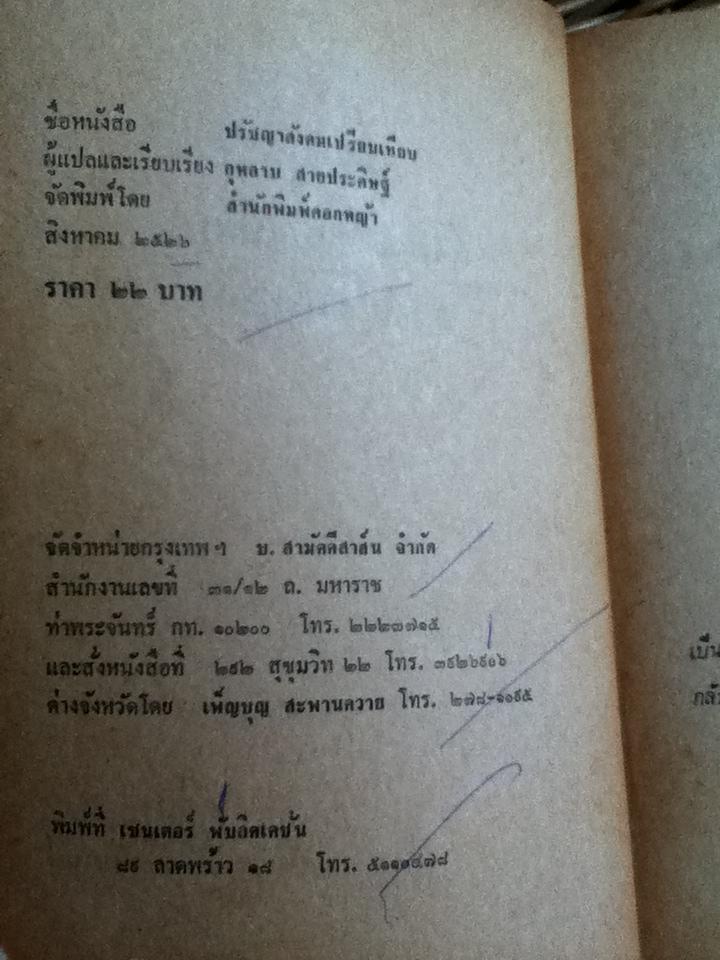 ชื่อหนังสือ ปรัชญาสังคมเปรียบเทียบ
ผู้แปลและเรียบเรียง กุหลาบ สายประดิษฐ์
จัดพิมพ์โดย สำนักพิมพ์ดอกหญ้า
สิงหาคม ๒๕๒๖
ราคา ๒๒ บาท
จัดจำหน่ายกรุงเทพฯ บ. สามัคคีสาส์น จำกัด
สำนักงานเลขที่ ๓๑/๑๒ ถ. มหาราช
ท่าพระจันทร์ กท. ๑๐๒๐๐ โทร. ๒๒๒๓๗๑๕
และสั่งหนังสือที่ ๒๙๒ สุขุมวิท ๒๒ โทร. ๓๙๒๖๙๐๖
ต่างจังหวัดโดย เพ็ญบุญ สะพานควาย โทร. ๒๗๘-๑๐๙๕
พิมพ์ที่ เซนเตอร์ พับลิคเคชัน
๘๙ ลาดพร้าว ๑๘ โทร.